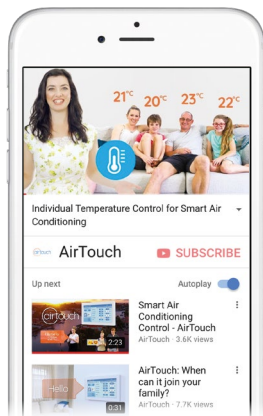 21°C 20°C 23°C 22°C
Individual Temperature Control for Smart Air
Conditioning
airtouch AirTouch SUBSCRIBE
Up next Autoplay
Smart Air
Conditioning
Control - AirTouch
AirTouch · 3.6K views
airtouch
2:23
AirTouch: When
can it join your
family?
AirTouch · 7.7K views
Hello
0:31